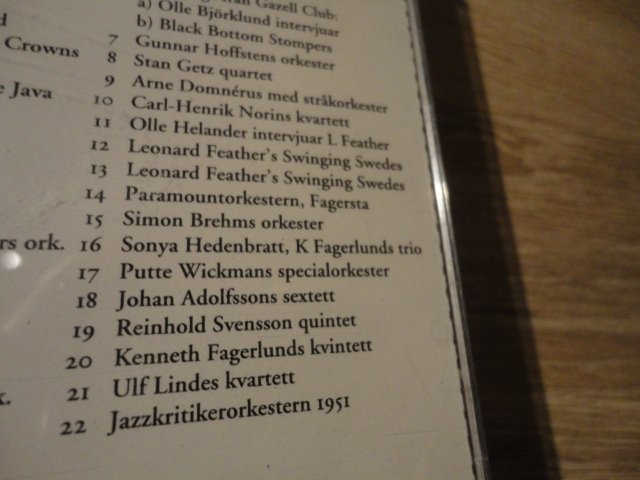 från Gazell Club:
a) Olle Björklund intervjuar
b) Black Bottom Stompers
7 Gunnar Hoffstens orkester
Crowns 8 Stan Getz quartet
9 Arne Domnérus med stråkorkester
Java 10 Carl-Henrik Norins kvartett
11 Olle Helander intervjuar L Feather
12 Leonard Feather's Swinging Swedes
13 Leonard Feather's Swinging Swedes
14 Paramountorkestern, Fagersta
15 Simon Brehms orkester
rs ork. 16 Sonya Hedenbratt, K Fagerlunds trio
17 Putte Wickmans specialorkester
18 Johan Adolfssons sextett
19 Reinhold Svensson quintet
20 Kenneth Fagerlunds kvintett
21 Ulf Lindes kvartett
22 Jazzkritikerorkestern 1951